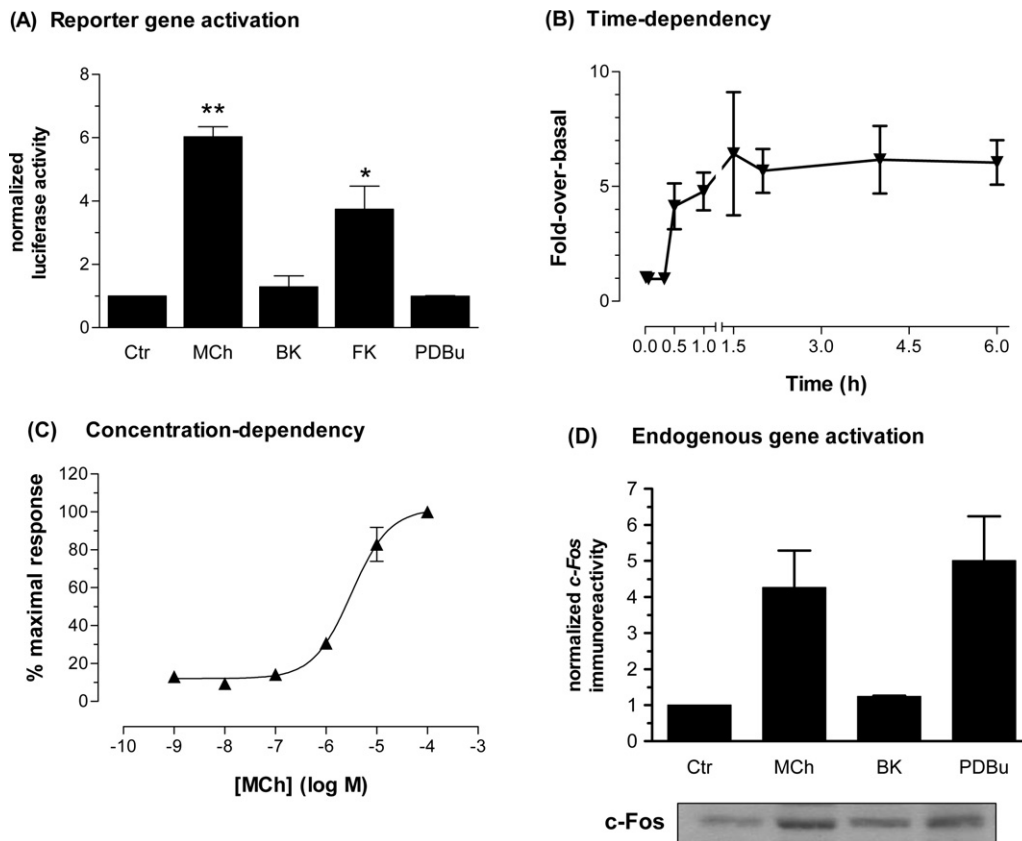 (A) Reporter gene activation
normalized
luciferase activity
8
6
4
2
0
**
*
Ctr MCh BK FK PDBu
(B) Time-dependency
Fold-over-basal
10
5
0
0.0 0.5 1.0 1.5 3.0 4.5 6.0
Time (h)
(C) Concentration-dependency
% maximal response
120
100
80
60
40
20
0
-10 -9 -8 -7 -6 -5 -4 -3
[MCh] (log M)
(D) Endogenous gene activation
normalized c-Fos
immunoreactivity
7
6
5
4
3
2
1
0
Ctr MCh BK PDBu
c-Fos